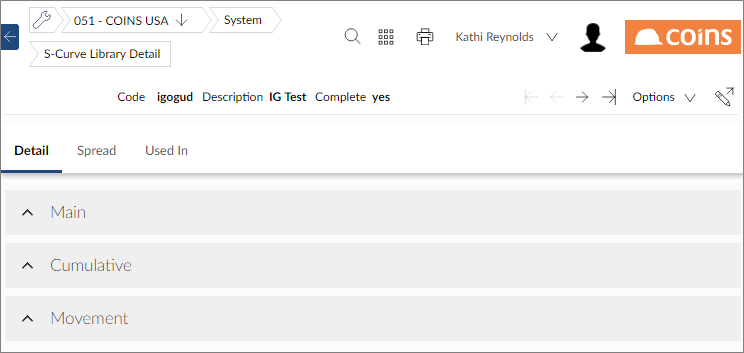 051 - COINS USA
System
S-Curve Library Detail
Kathi Reynolds
coins
Code igogud Description IG Test Complete yes
Options
Detail Spread Used In
Main
Cumulative
Movement